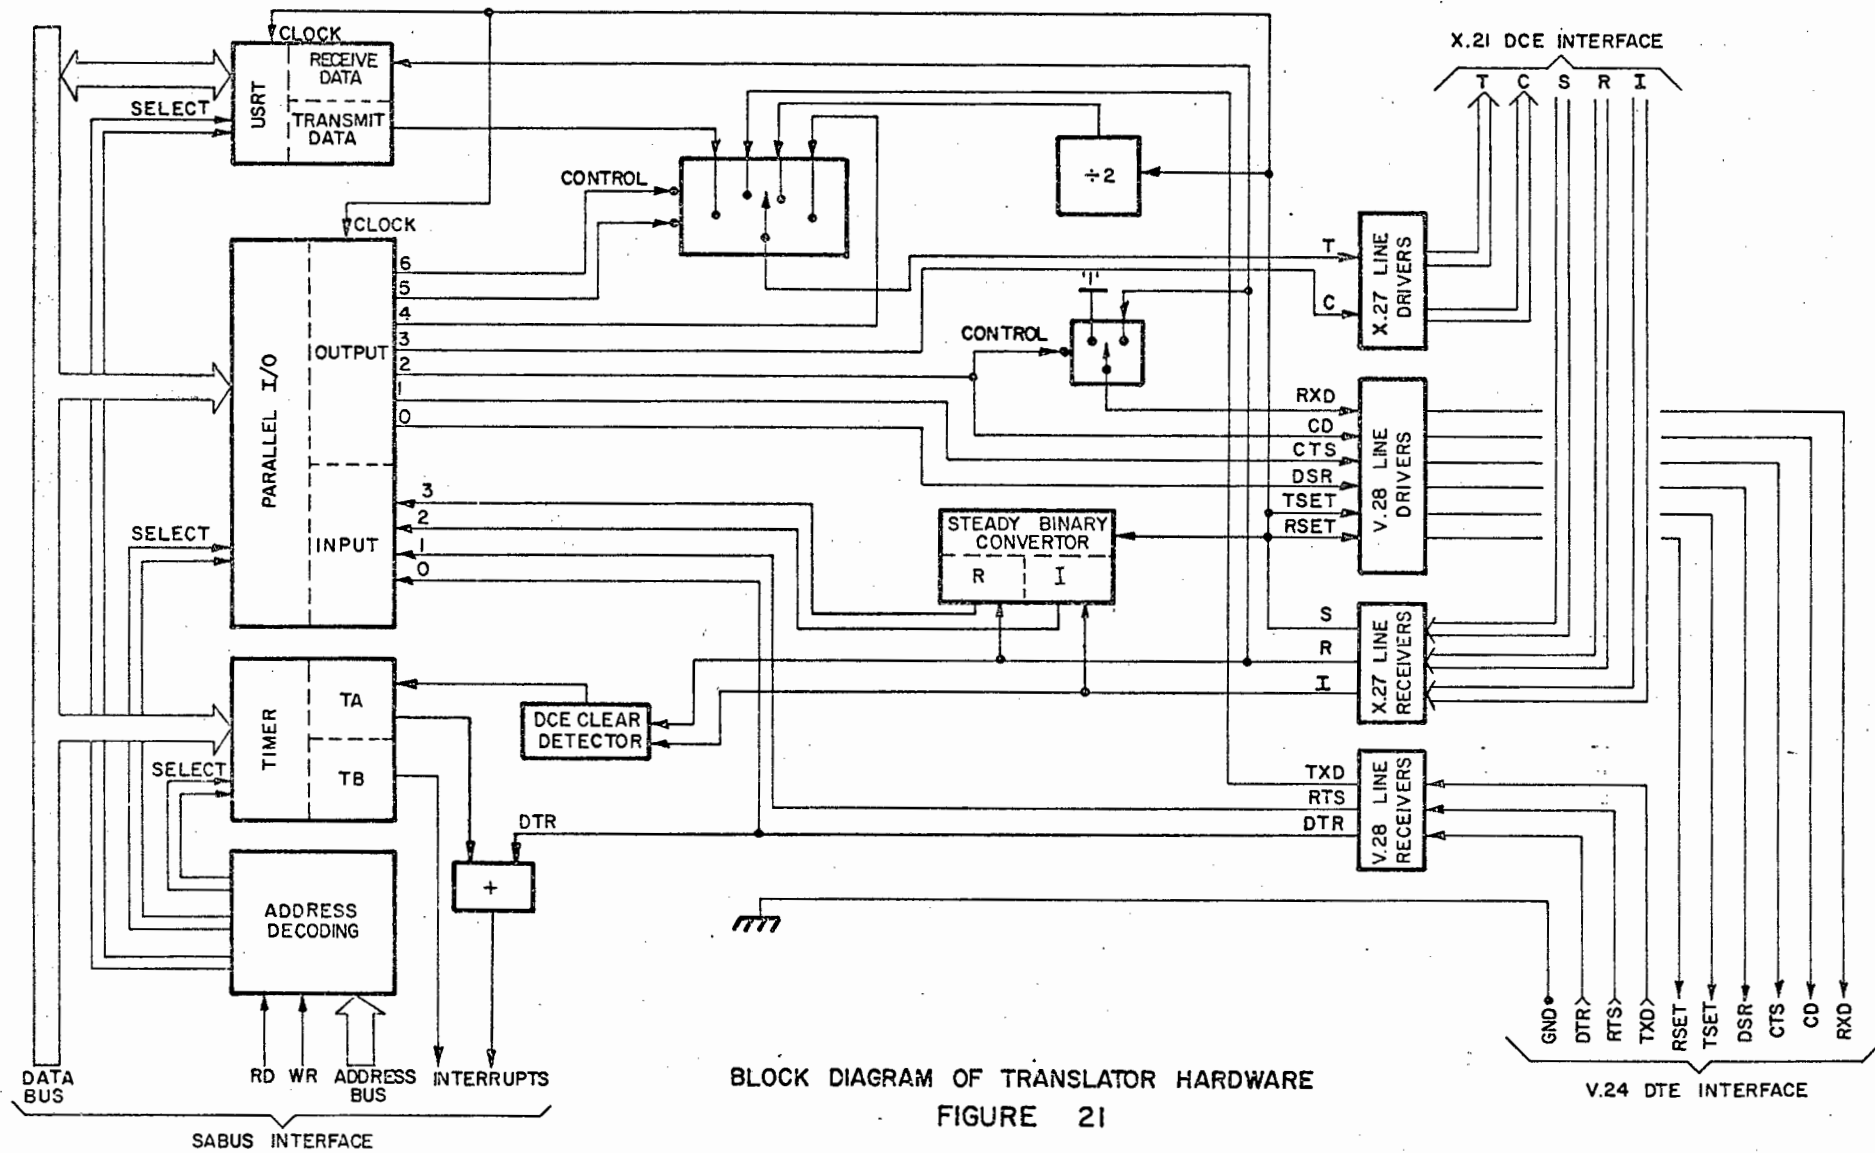 X.21 DCE INTERFACE
T C S R I
CLOCK
USRT
RECEIVE
DATA
TRANSMIT
DATA
SELECT
CONTROL
÷2
CLOCK
PARALLEL I/O
OUTPUT
INPUT
6
5
4
3
2
1
0
3
2
1
0
SELECT
"1"
CONTROL
T
C
X.27 LINE
DRIVERS
RXD
CD
CTS
DSR
TSET
RSET
V.28 LINE
DRIVERS
STEADY BINARY
CONVERTOR
R I
S
R
I
X.27 LINE
RECEIVERS
TIMER
TA
TB
SELECT
DCE CLEAR
DETECTOR
TXD
RTS
DTR
V.28 LINE
RECEIVERS
DTR
+
ADDRESS
DECODING
GND
DTR
RTS
TXD
RSET
TSET
DSR
CTS
CD
RXD
V.24 DTE INTERFACE
DATA
BUS
RD WR ADDRESS
BUS
INTERRUPTS
SABUS INTERFACE
BLOCK DIAGRAM OF TRANSLATOR HARDWARE
FIGURE 21